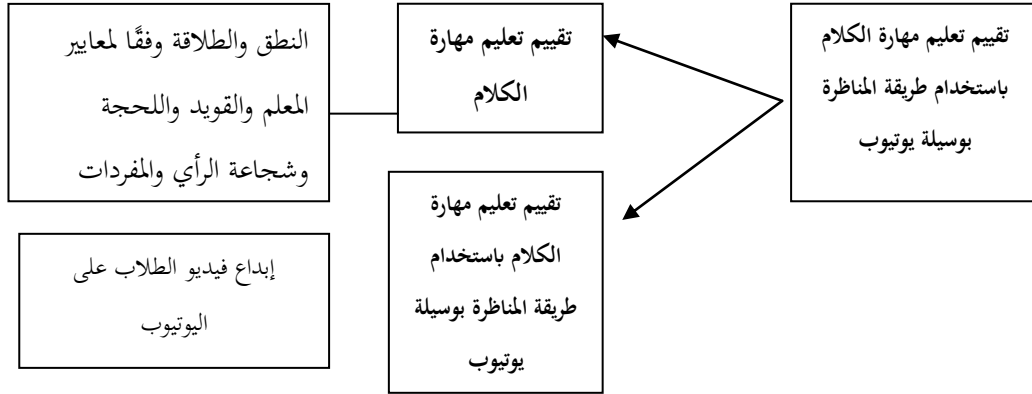 تقييم تعليم مهارة الكلام
باستخدام طريقة المناظرة
بوسيلة يوتيوب
تقييم تعليم مهارة
الكلام
النطق والطلاقة وفقًا لمعايير
المعلم والقويد واللحجة
وشجاعة الرأي والمفردات
تقييم تعليم مهارة
الكلام باستخدام
طريقة المناظرة بوسيلة
يوتيوب
إبداع فيديو الطلاب على
اليوتيوب